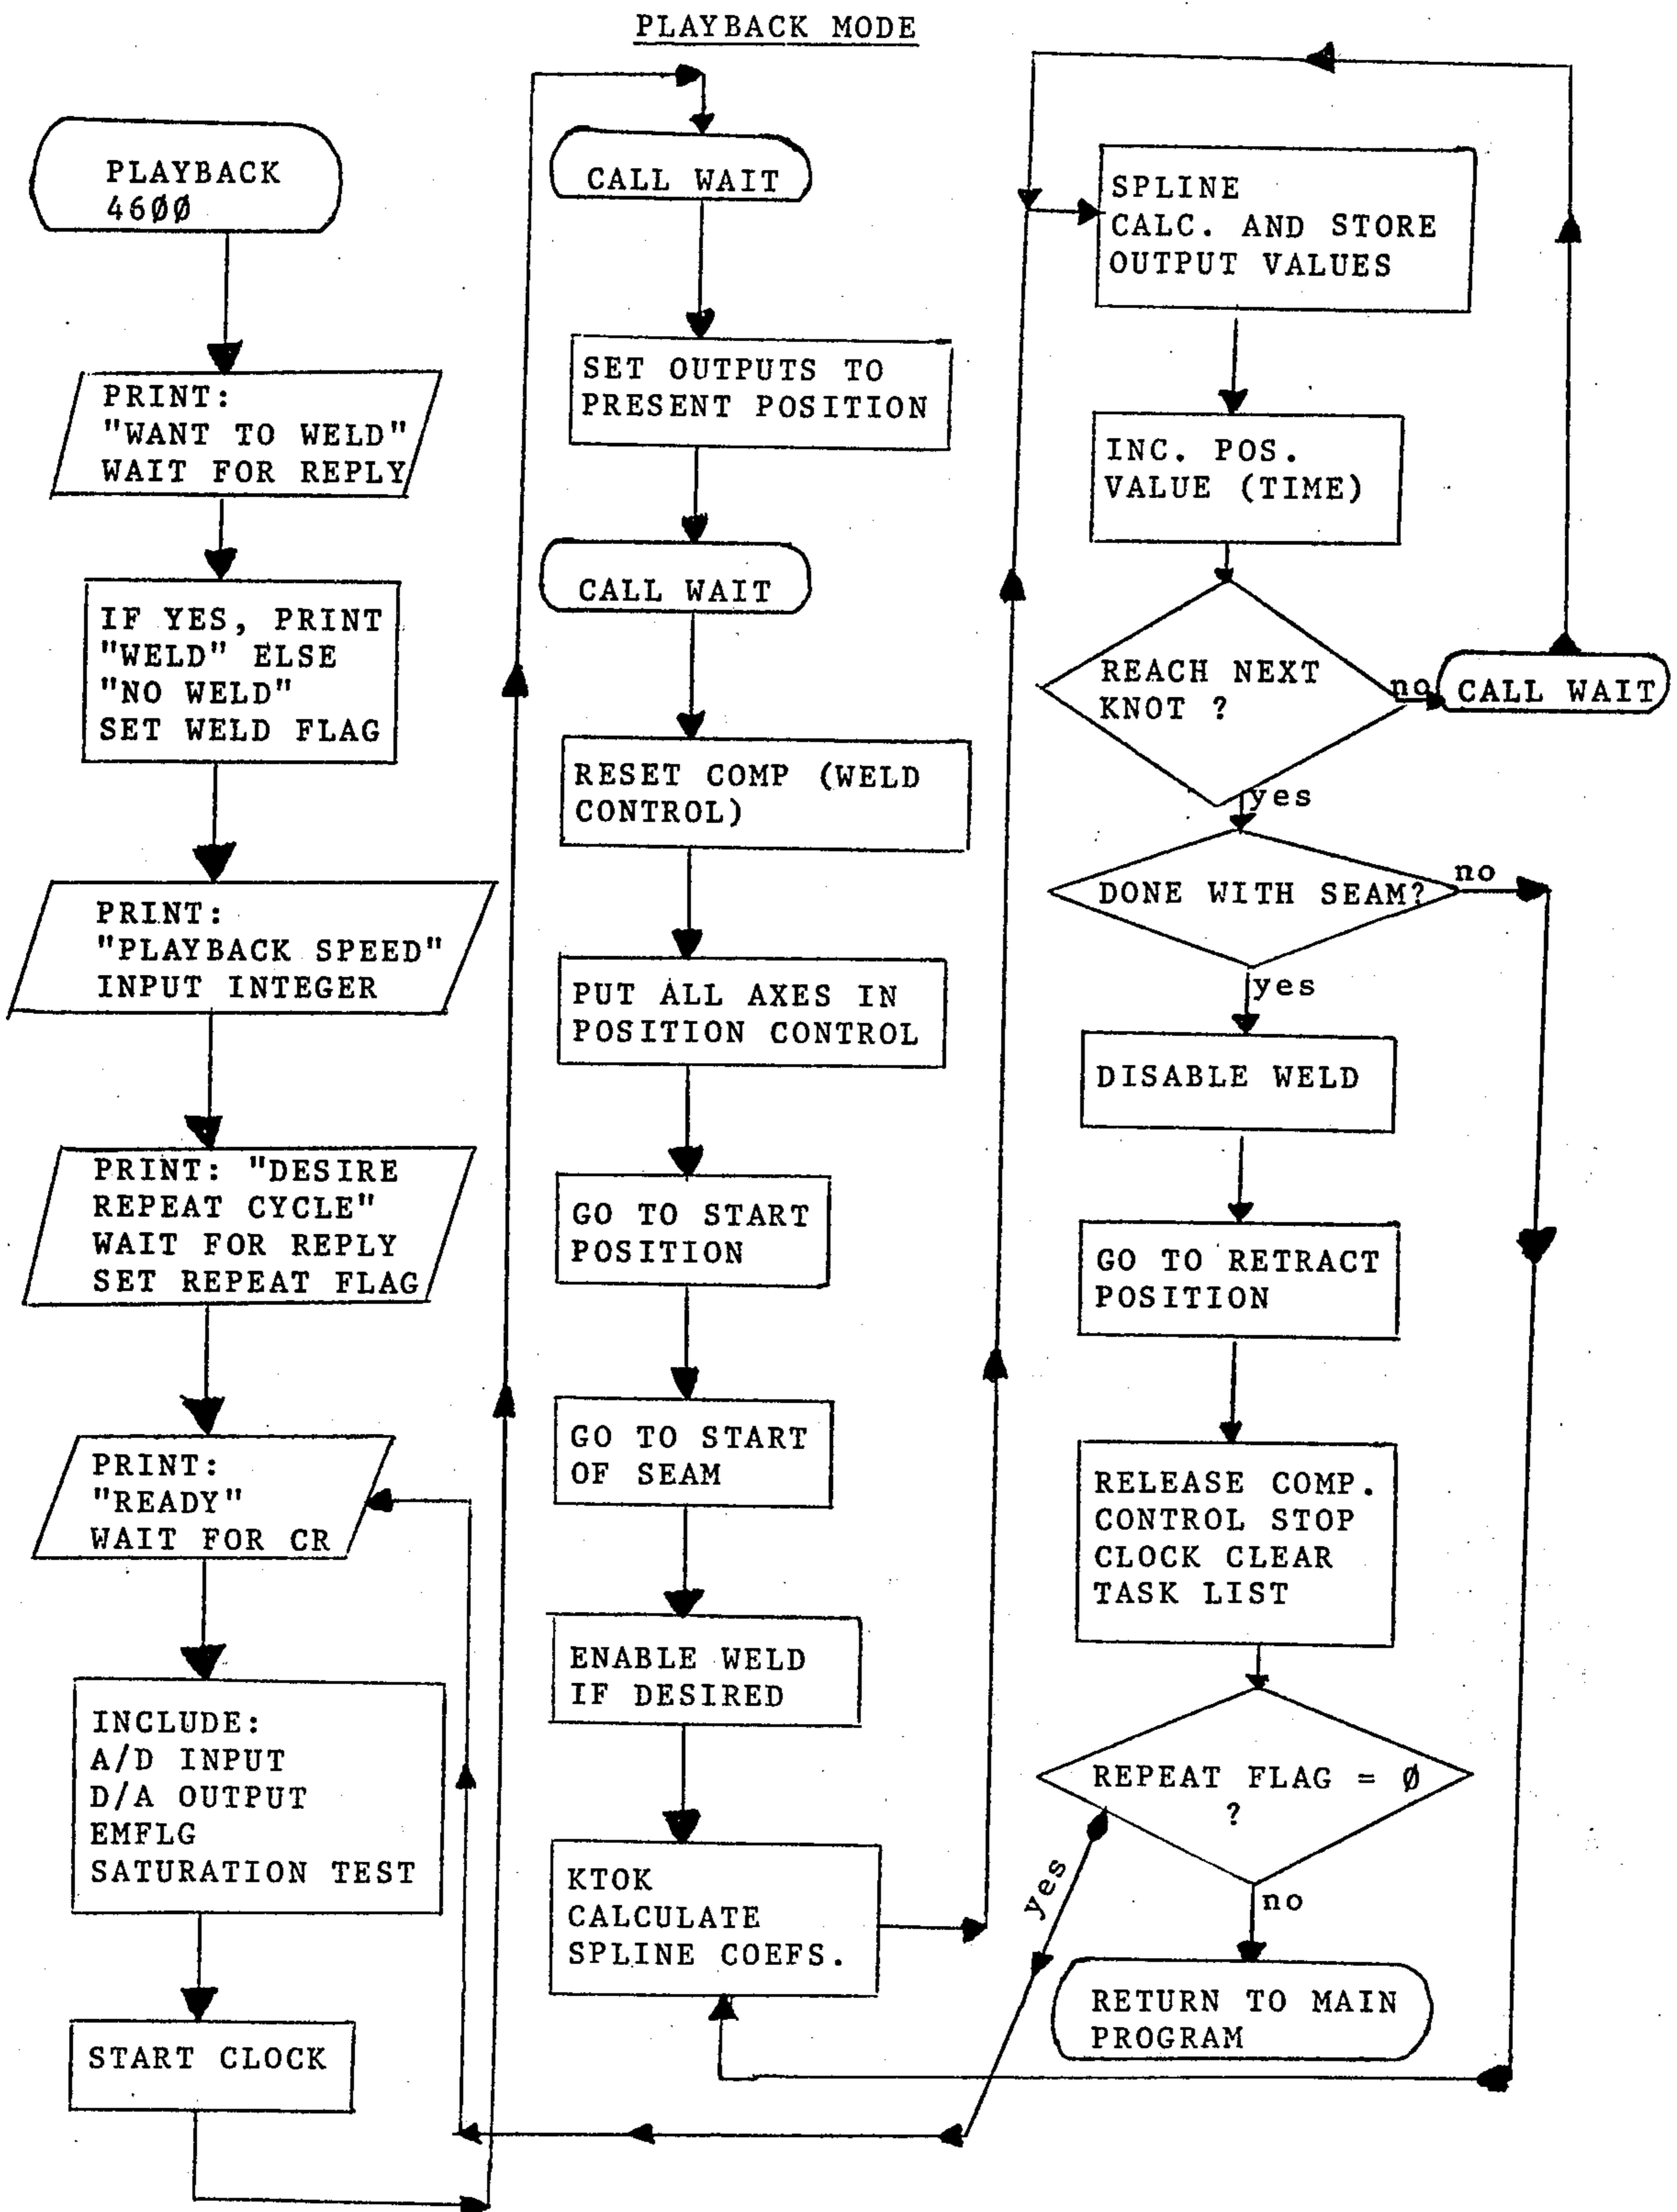 PLAYBACK MODE
PLAYBACK
46ØØ
PRINT:
"WANT TO WELD"
WAIT FOR REPLY
IF YES, PRINT
"WELD" ELSE
"NO WELD"
SET WELD FLAG
PRINT:
"PLAYBACK SPEED"
INPUT INTEGER
PRINT: "DESIRE
REPEAT CYCLE"
WAIT FOR REPLY
SET REPEAT FLAG
PRINT:
"READY"
WAIT FOR CR
INCLUDE:
A/D INPUT
D/A OUTPUT
EMFLG
SATURATION TEST
START CLOCK
CALL WAIT
SET OUTPUTS TO
PRESENT POSITION
CALL WAIT
RESET COMP (WELD
CONTROL)
PUT ALL AXES IN
POSITION CONTROL
GO TO START
POSITION
GO TO START
OF SEAM
ENABLE WELD
IF DESIRED
KTOK
CALCULATE
SPLINE COEFS.
SPLINE
CALC. AND STORE
OUTPUT VALUES
INC. POS.
VALUE (TIME)
REACH NEXT
KNOT ?
no
CALL WAIT
yes
DONE WITH SEAM?
no
yes
DISABLE WELD
GO TO RETRACT
POSITION
RELEASE COMP.
CONTROL STOP
CLOCK CLEAR
TASK LIST
REPEAT FLAG = Ø
?
yes
no
RETURN TO MAIN
PROGRAM